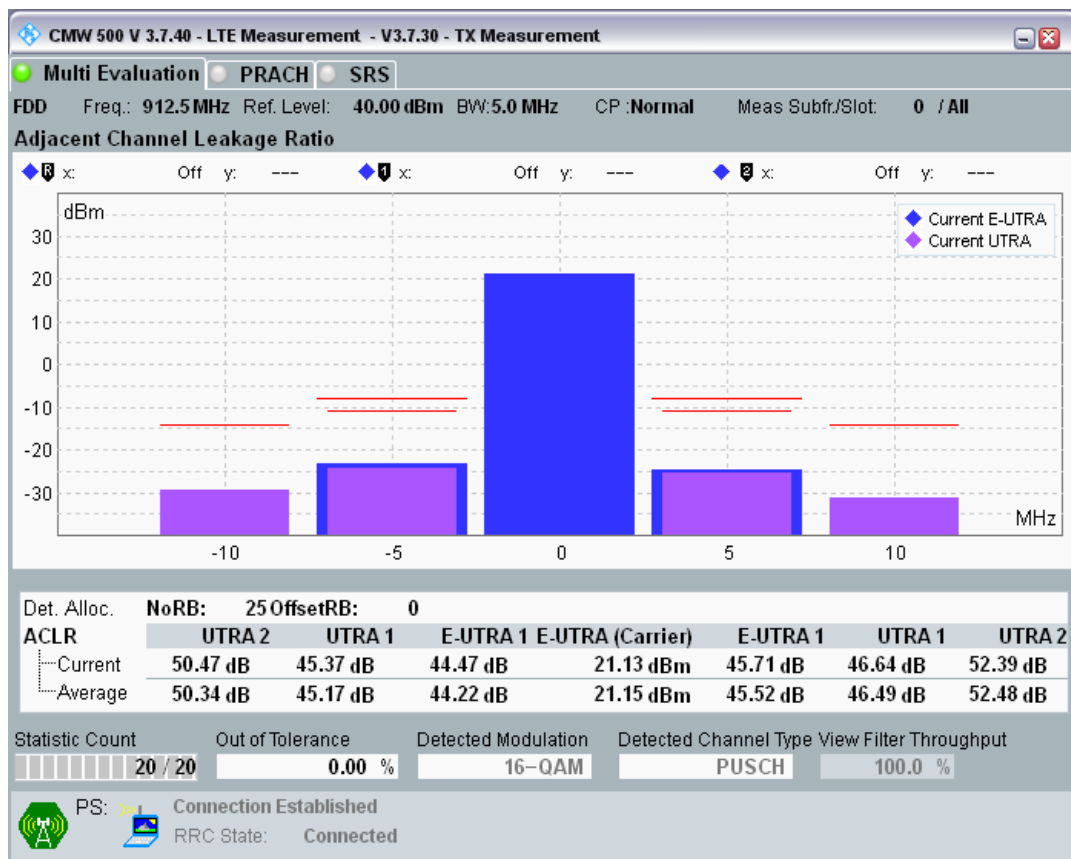 CMW 500 V 3.7.40 - LTE Measurement - V3.7.30 - TX Measurement
Multi Evaluation PRACH SRS
FDD Freq.: 912.5 MHz Ref. Level: 40.00 dBm BW:5.0 MHz CP :Normal Meas Subfr./Slot: 0 / All
Adjacent Channel Leakage Ratio
R x: Off y: --- 1 x: Off y: --- 2 x: Off y: ---
dBm
Current E-UTRA
Current UTRA
30
20
10
0
-10
-20
-30
MHz
-10 -5 0 5 10
Det. Alloc. NoRB: 25 OffsetRB: 0
ACLR UTRA 2 UTRA 1 E-UTRA 1 E-UTRA (Carrier) E-UTRA 1 UTRA 1 UTRA 2
Current 50.47 dB 45.37 dB 44.47 dB 21.13 dBm 45.71 dB 46.64 dB 52.39 dB
Average 50.34 dB 45.17 dB 44.22 dB 21.15 dBm 45.52 dB 46.49 dB 52.48 dB
Statistic Count Out of Tolerance Detected Modulation Detected Channel Type View Filter Throughput
20 / 20 0.00 % 16-QAM PUSCH 100.0 %
PS: Connection Established
RRC State: Connected